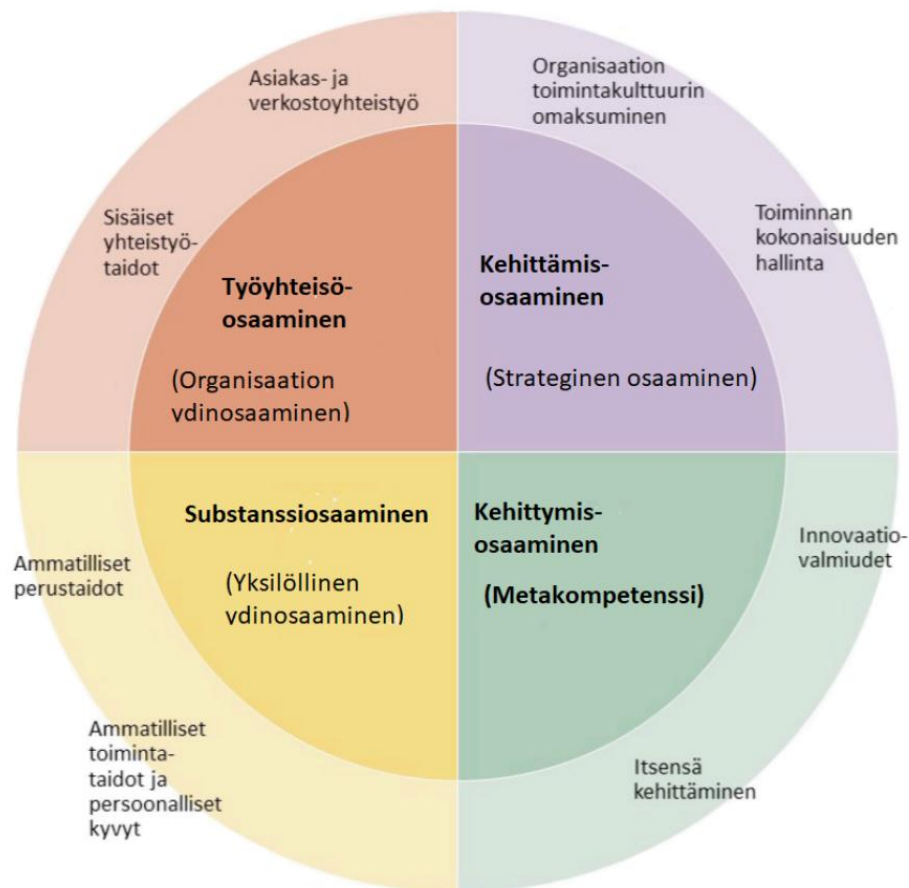 Asiakas- ja
verkostoyhteistyö
Organisaation
toimintakulttuurin
omaksuminen
Sisäiset
yhteistyö-
taidot
Toiminnan
kokonaisuuden
hallinta
Työyhteisö-
osaaminen
(Organisaation
ydinosaaminen)
Kehittämis-
osaaminen
(Strateginen osaaminen)
Substanssiosaaminen
(Yksilöllinen
ydinosaaminen)
Kehittymis-
osaaminen
(Metakompetenssi)
Ammatilliset
perustaidot
Innovaatio-
valmiudet
Ammatilliset
toiminta-
taidot ja
persoonalliset
kyvyt
Itsensä
kehittäminen